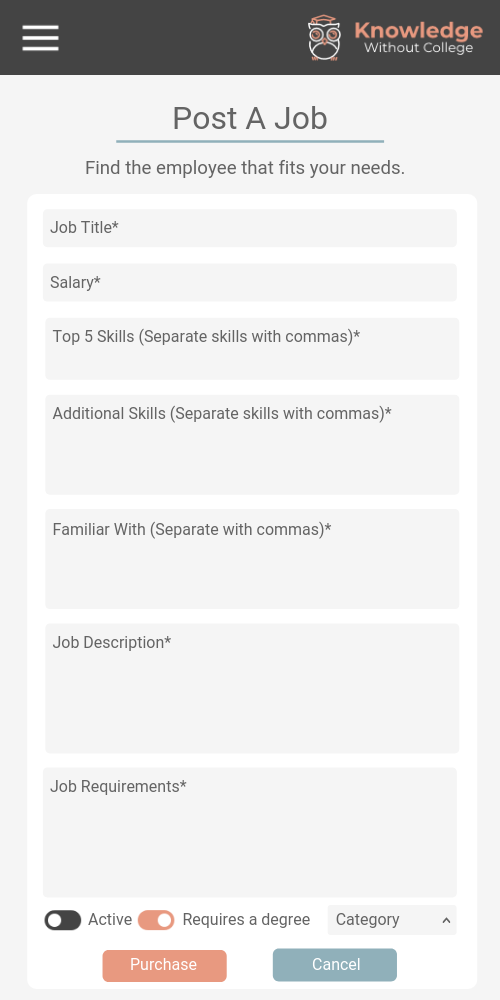 Knowledge
Without College
Post A Job
Find the employee that fits your needs.
Job Title*
Salary*
Top 5 Skills (Separate skills with commas)*
Additional Skills (Separate skills with commas)*
Familiar With (Separate with commas)*
Job Description*
Job Requirements*
Active Requires a degree Category
Purchase Cancel